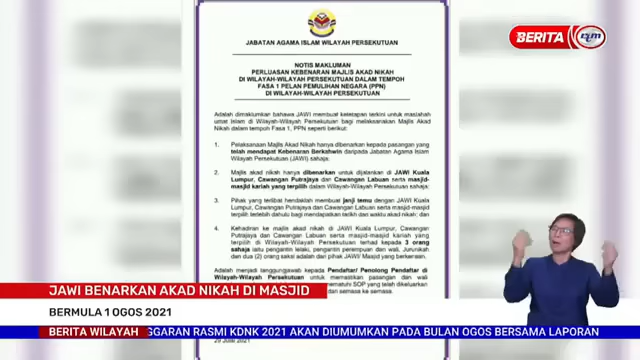 JABATAN AGAMA ISLAM WILAYAH PERSEKUTUAN
NOTIS MAKLUMAN
PERLUASAN KEBENARAN MAJLIS AKAD NIKAH
DI WILAYAH-WILAYAH PERSEKUTUAN DALAM TEMPOH
FASA 1 PELAN PEMULIHAN NEGARA (PPN)
DI WILAYAH-WILAYAH PERSEKUTUAN
BERITA rtm
Adalah dimaklumkan bahawa JAWI membuat ketetapan terkini untuk maslahah
umat Islam di Wilayah-Wilayah Persekutuan bagi melaksanakan Majlis Akad
Nikah dalam tempoh Fasa 1, PPN seperti berikut:
1. Pelaksanaan Majlis Akad Nikah hanya dibenarkan kepada pasangan yang
telah mendapat Kebenaran Berkahwin daripada Jabatan Agama Islam
Wilayah Persekutuan (JAWI) sahaja;
2. Majlis akad nikah hanya dibenarkan untuk dijalankan di JAWI Kuala
Lumpur, Cawangan Putrajaya dan Cawangan Labuan serta masjid-
masjid kariah yang terpilih dalam Wilayah-Wilayah Persekutuan sahaja;
3. Pihak yang terlibat hendaklah membuat janji temu dengan JAWI Kuala
Lumpur, Cawangan Putrajaya dan Cawangan Labuan serta masjid-masjid
terpilih terlebih dahulu bagi mendapatkan tarikh dan waktu akad nikah; dan
4. Kehadiran ke majlis akad nikah di JAWI Kuala Lumpur, Cawangan
Putrajaya dan Cawangan Labuan serta masjid-masjid kariah yang
terpilih di Wilayah-Wilayah Persekutuan terhad kepada 3 orang
sahaja iaitu pengantin lelaki, pengantin perempuan dan wali. Jurunikah
dan dua (2) orang saksi adalah dari pihak JAWI/ Masjid yang berkenaan.
Adalah menjadi tanggungjawab kepada Pendaftar/ Penolong Pendaftar di
Wilayah-Wilayah Persekutuan untuk memastikan pasangan dan wali
mematuhi SOP yang telah dikeluarkan
dan semasa ke semasa.
JAWI BENARKAN AKAD NIKAH DI MASJID
BERMULA 1 OGOS 2021
BERITA WILAYAH GGARAN RASMI KDNK 2021 AKAN DIUMUMKAN PADA BULAN OGOS BERSAMA LAPORAN